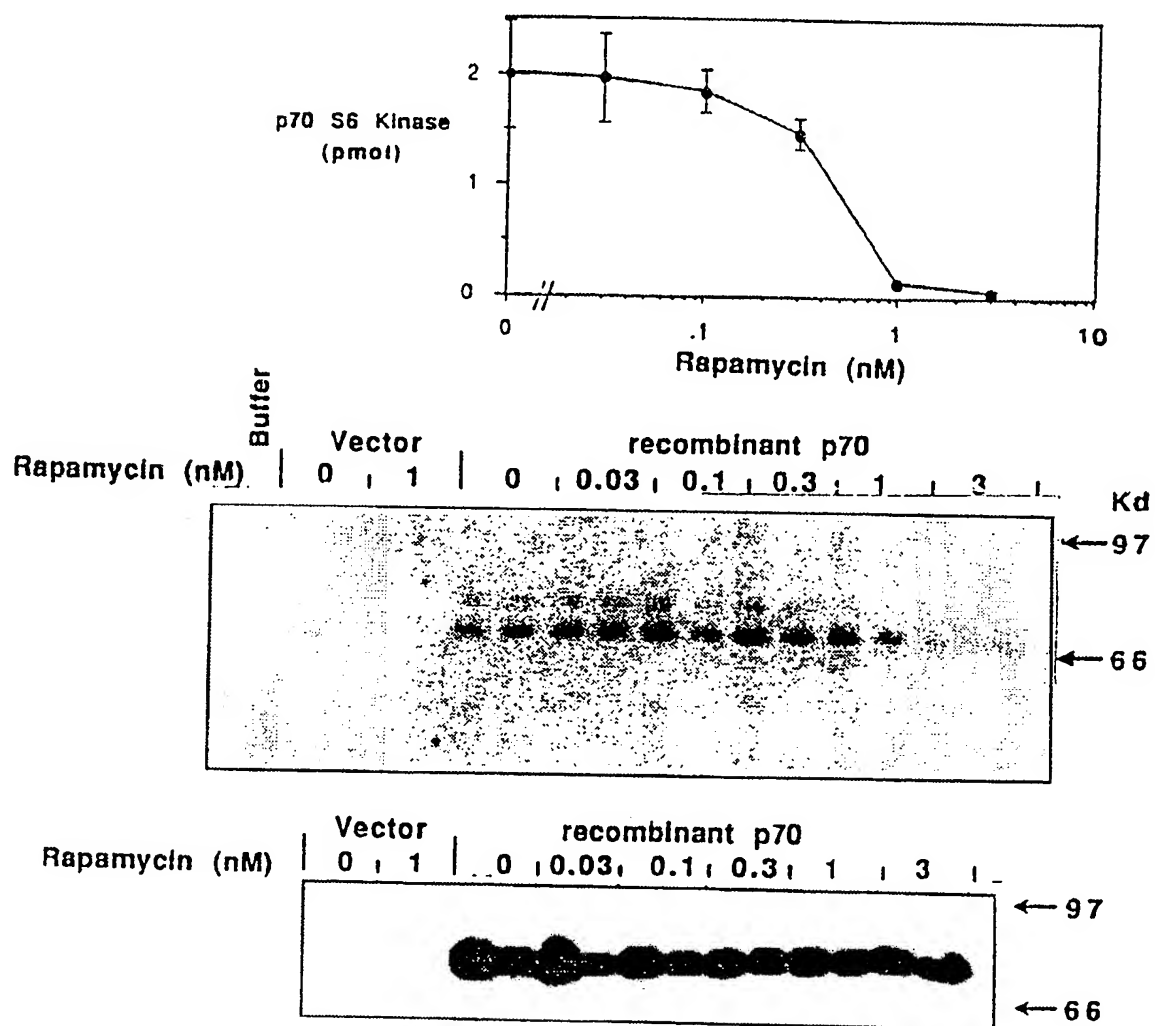 2
p70 S6 Kinase
(pmol)
1
0
0 .1 1 10
Rapamycin (nM)
Buffer
Vector recombinant p70
Rapamycin (nM) 0 1 0 0.03 0.1 0.3 1 3
Kd
97
66
Vector recombinant p70
Rapamycin (nM) 0 1 0 0.03 0.1 0.3 1 3
97
66